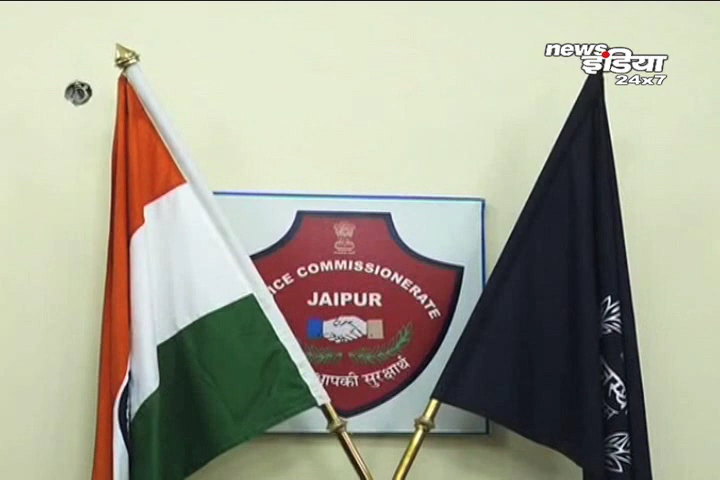 news
इंडिया
24x7
ICE COMMISSIONERATE
JAIPUR
आपकी सुरक्षार्थ